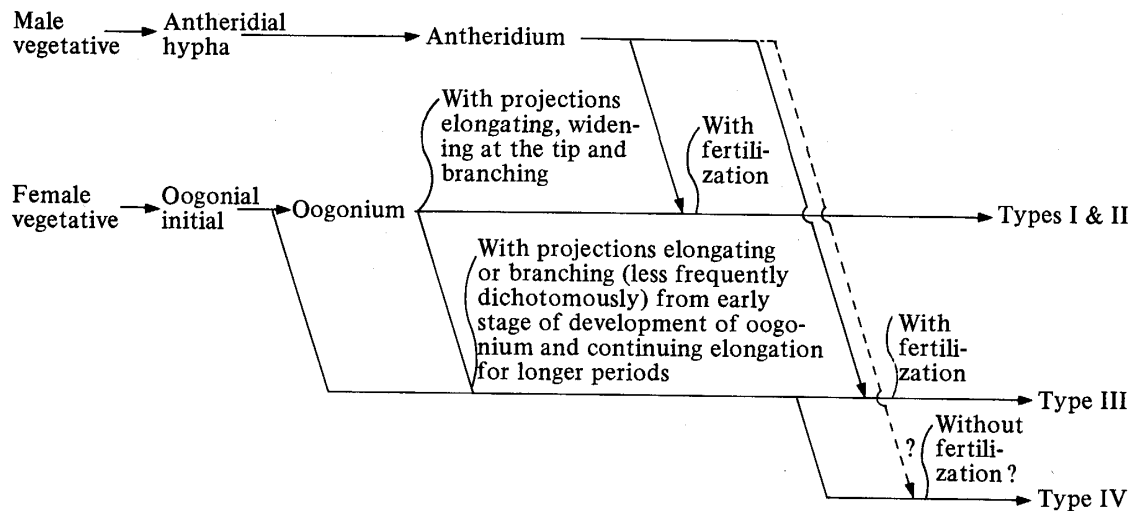 Male
vegetative
Antheridial
hypha
Antheridium
With projections
elongating, widen-
ing at the tip and
branching
With
fertili-
zation
Female
vegetative
Oogonial
initial
Oogonium
Types I & II
With projections elongating
or branching (less frequently
dichotomously) from early
stage of development of oogo-
nium and continuing elongation
for longer periods
With
fertili-
zation
Type III
?
Without
fertili-
zation ?
Type IV